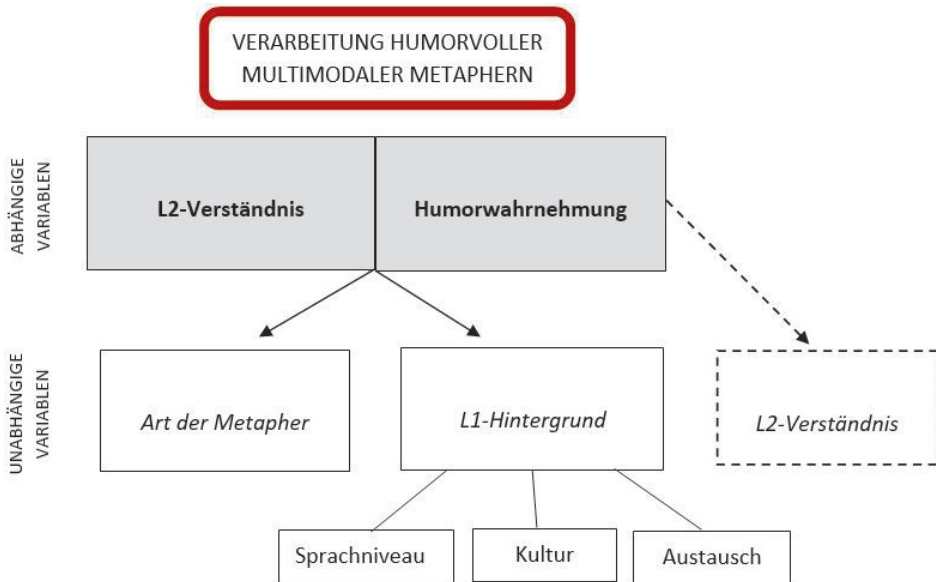 VERARBEITUNG HUMORVOLLER
MULTIMODALER METAPHERN
ABHÄNGIGE
VARIABLEN
L2-Verständnis
Humorwahrnehmung
UNABHÄNGIGE
VARIABLEN
Art der Metapher
L1-Hintergrund
L2-Verständnis
Sprachniveau
Kultur
Austausch